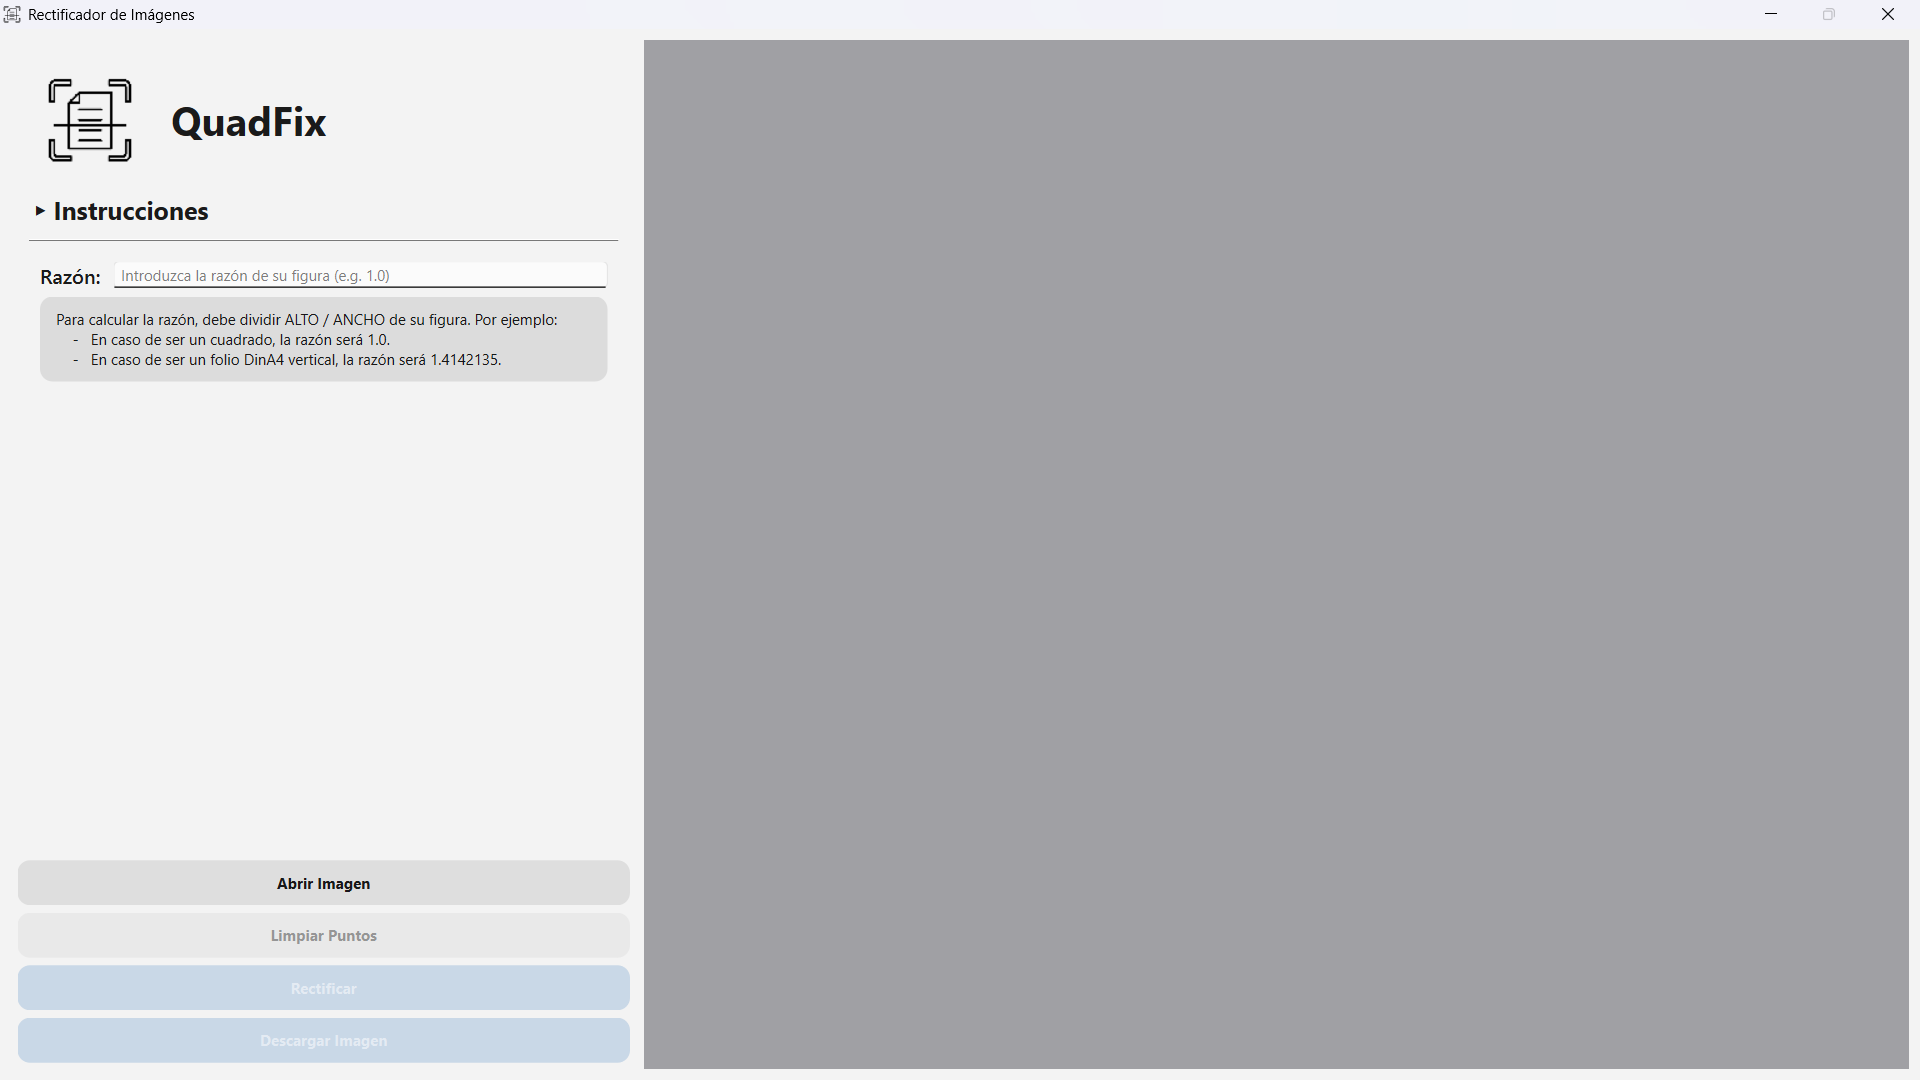 Rectificador de Imágenes
QuadFix
Instrucciones
Razón: Introduzca la razón de su figura (e.g. 1.0)
Para calcular la razón, debe dividir ALTO / ANCHO de su figura. Por ejemplo:
- En caso de ser un cuadrado, la razón será 1.0.
- En caso de ser un folio DinA4 vertical, la razón será 1.4142135.
Abrir Imagen
Limpiar Puntos
Rectificar
Descargar Imagen